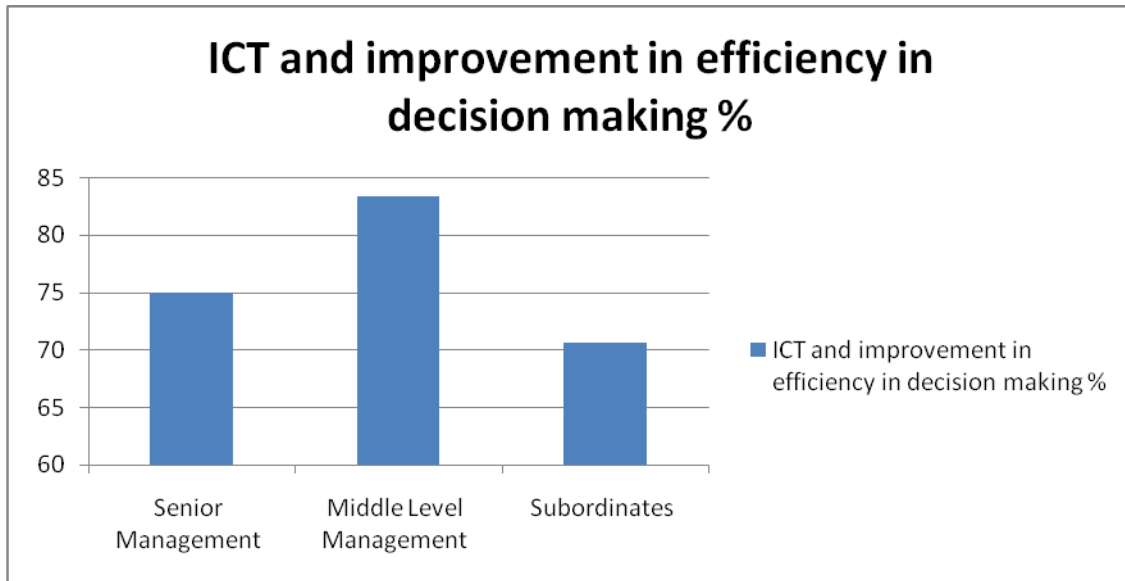 ICT and improvement in efficiency in
decision making %
85
80
75
70
65
60
Senior
Management
Middle Level
Management
Subordinates
ICT and improvement in
efficiency in decision making %